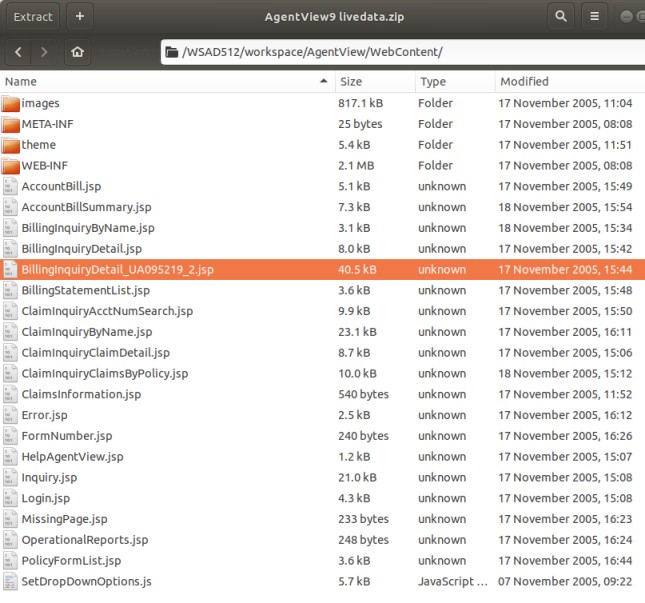 Extract + AgentView9 livedata.zip
/WSAD512/workspace/AgentView/WebContent/
Name Size Type Modified
images 817.1 kB Folder 17 November 2005, 11:04
META-INF 25 bytes Folder 17 November 2005, 08:08
theme 5.4 kB Folder 17 November 2005, 11:51
WEB-INF 2.1 MB Folder 17 November 2005, 08:08
AccountBill.jsp 5.1 kB unknown 17 November 2005, 15:49
AccountBillSummary.jsp 7.3 kB unknown 18 November 2005, 15:54
BillingInquiryByName.jsp 3.1 kB unknown 18 November 2005, 15:34
BillingInquiryDetail.jsp 8.0 kB unknown 17 November 2005, 15:42
BillingInquiryDetail_UA095219_2.jsp 40.5 kB unknown 17 November 2005, 15:44
BillingStatementList.jsp 3.6 kB unknown 17 November 2005, 15:48
ClaimInquiryAcctNumSearch.jsp 9.9 kB unknown 17 November 2005, 15:50
ClaimInquiryByName.jsp 23.1 kB unknown 17 November 2005, 16:11
ClaimInquiryClaimDetail.jsp 8.7 kB unknown 17 November 2005, 15:06
ClaimInquiryClaimsByPolicy.jsp 10.0 kB unknown 18 November 2005, 15:12
ClaimsInformation.jsp 540 bytes unknown 17 November 2005, 11:52
Error.jsp 2.5 kB unknown 17 November 2005, 16:12
FormNumber.jsp 240 bytes unknown 17 November 2005, 16:26
HelpAgentView.jsp 1.2 kB unknown 17 November 2005, 15:07
Inquiry.jsp 21.0 kB unknown 17 November 2005, 15:08
Login.jsp 4.3 kB unknown 17 November 2005, 15:08
MissingPage.jsp 233 bytes unknown 17 November 2005, 16:23
OperationalReports.jsp 248 bytes unknown 17 November 2005, 16:24
PolicyFormList.jsp 3.6 kB unknown 17 November 2005, 16:44
SetDropDownOptions.js 5.7 kB JavaScript ... 07 November 2005, 09:22